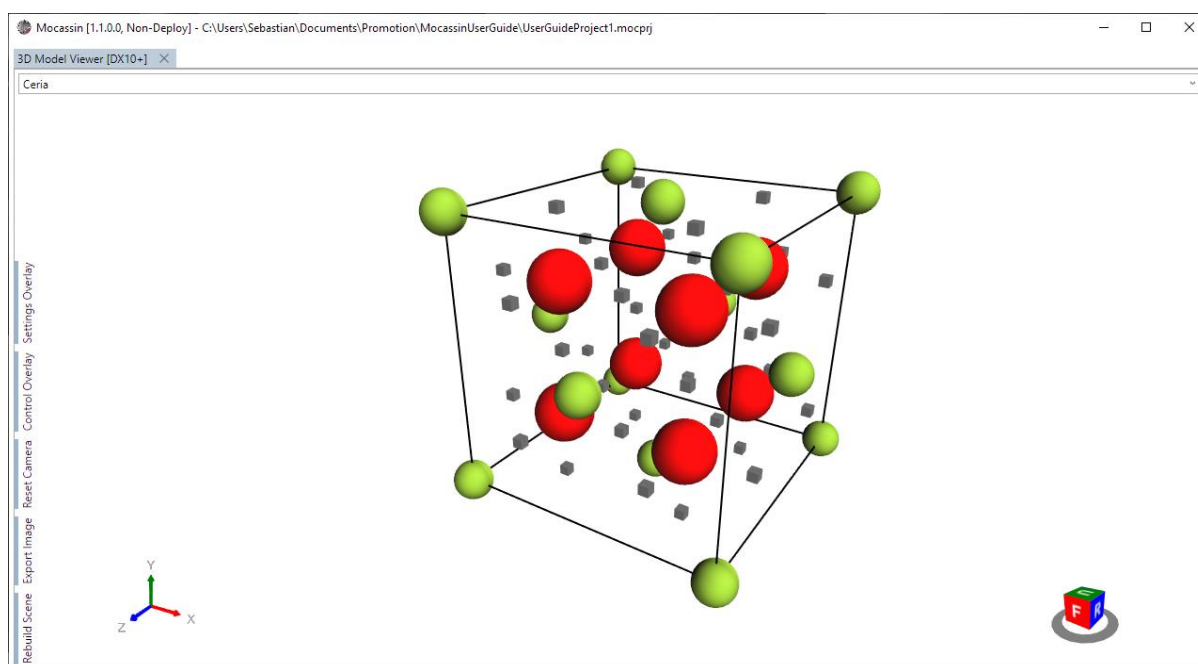 Mocassin [1.1.0.0, Non-Deploy] - C:\Users\Sebastian\Documents\Promotion\MocassinUserGuide\UserGuideProject1.mocprj
3D Model Viewer [DX10+]
Ceria
Settings Overlay
Control Overlay
Reset Camera
Export Image
Rebuild Scene
Y
X
Z
U
F
R